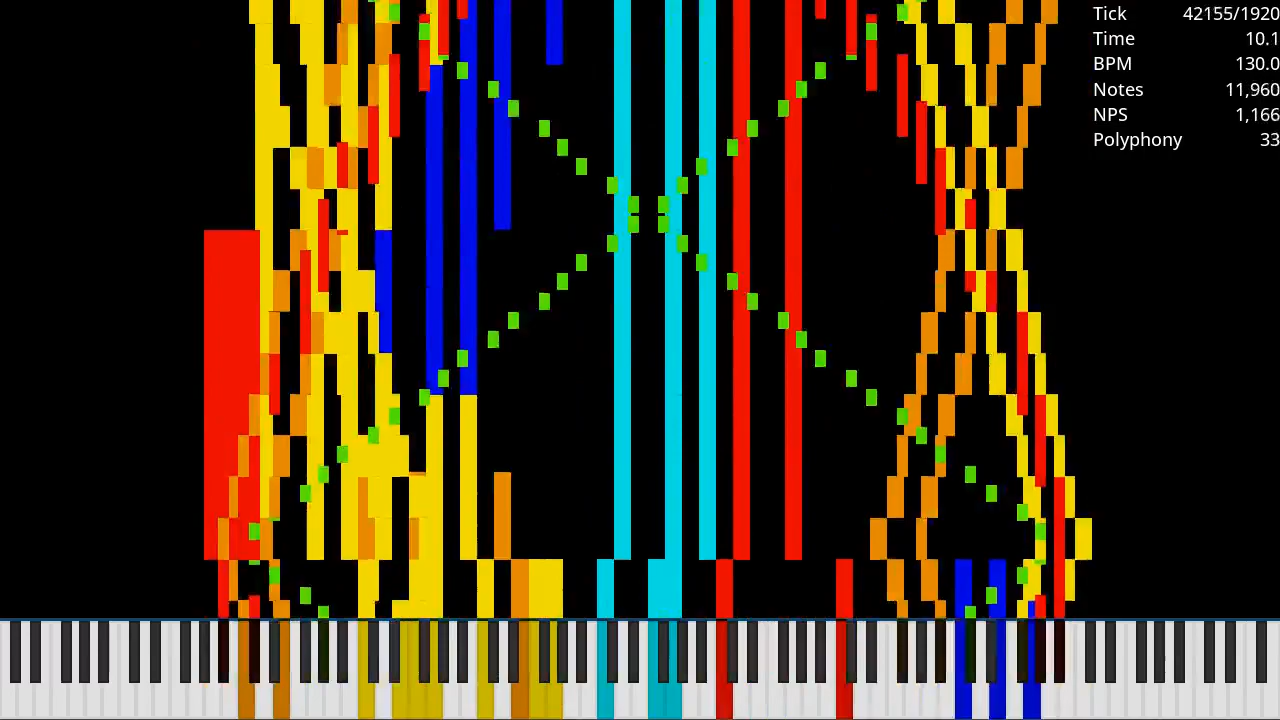 Tick 42155/1920
Time 10.1
BPM 130.0
Notes 11,960
NPS 1,166
Polyphony 33